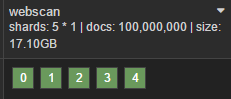 webscan
shards: 5 * 1 | docs: 100,000,000 | size:
17.10GB
0 1 2 3 4